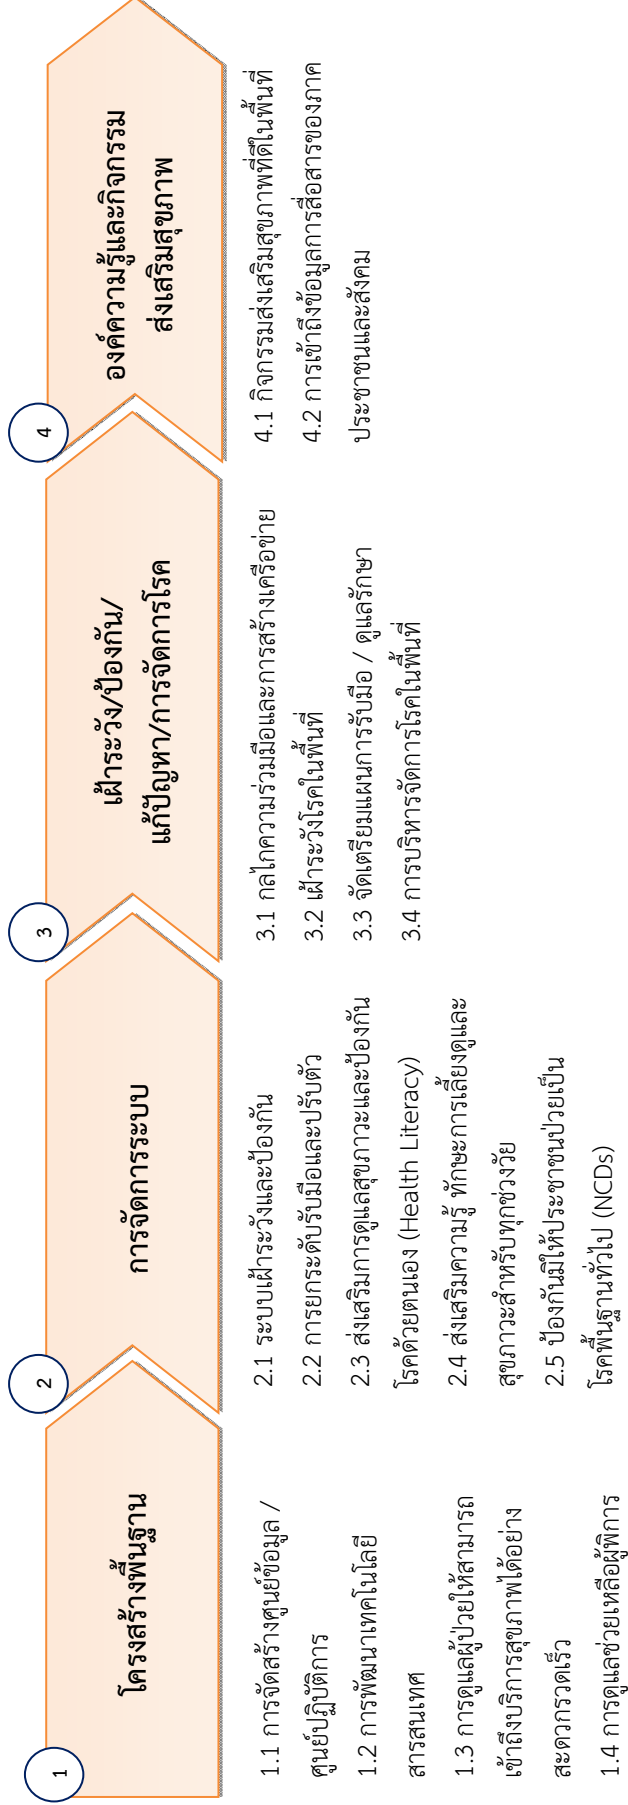 1
โครงสร้างพื้นฐาน
1.1 การจัดสร้างศูนย์ข้อมูล /
ศูนย์ปฏิบัติการ
1.2 การพัฒนาเทคโนโลยี
สารสนเทศ
1.3 การดูแลผู้ป่วยให้สามารถ
เข้าถึงบริการสุขภาพได้อย่าง
สะดวกรวดเร็ว
1.4 การดูแลช่วยเหลือผู้พิการ
2
การจัดการระบบ
2.1 ระบบเฝ้าระวังและป้องกัน
2.2 การยกระดับรับมือและปรับตัว
2.3 ส่งเสริมการดูแลสุขภาวะและป้องกัน
โรคด้วยตนเอง (Health Literacy)
2.4 ส่งเสริมความรู้ ทักษะการเลี้ยงดูและ
สุขภาวะสำหรับทุกช่วงวัย
2.5 ป้องกันมิให้ประชาชนป่วยเป็น
โรคพื้นฐานทั่วไป (NCDs)
3
เฝ้าระวัง/ป้องกัน/
แก้ปัญหา/การจัดการโรค
3.1 กลไกความร่วมมือและการสร้างเครือข่าย
3.2 เฝ้าระวังโรคในพื้นที่
3.3 จัดเตรียมแผนการรับมือ / ดูแลรักษา
3.4 การบริหารจัดการโรคในพื้นที่
4
องค์ความรู้และกิจกรรม
ส่งเสริมสุขภาพ
4.1 กิจกรรมส่งเสริมสุขภาพที่ดีในพื้นที่
4.2 การเข้าถึงข้อมูลการสื่อสารของภาค
ประชาชนและสังคม